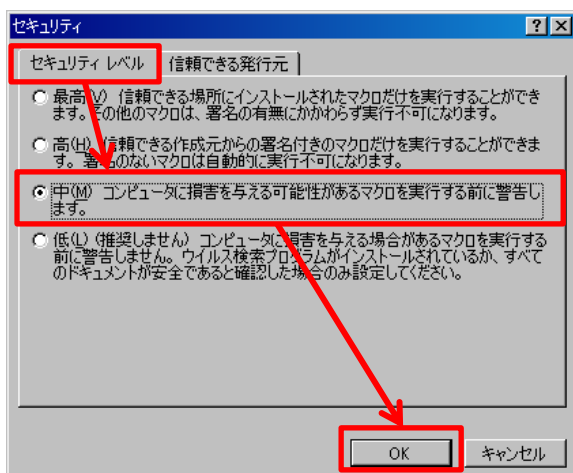 セキュリティ
セキュリティ レベル
信頼できる発行元
最高(V) 信頼できる場所にインストールされたマクロだけを実行することができ
ます。その他のマクロは、署名の有無にかかわらず実行不可になります。
高(H) 信頼できる作成元からの署名付きのマクロだけを実行することができま
す。署名のないマクロは自動的に実行不可になります。
中(M) コンピュータに損害を与える可能性があるマクロを実行する前に警告し
ます。
低(L) (推奨しません) コンピュータに損害を与える場合があるマクロを実行する
前に警告しません。ウイルス検索プログラムがインストールされているか、すべて
のドキュメントが安全であると確認した場合のみ設定してください。
OK
キャンセル